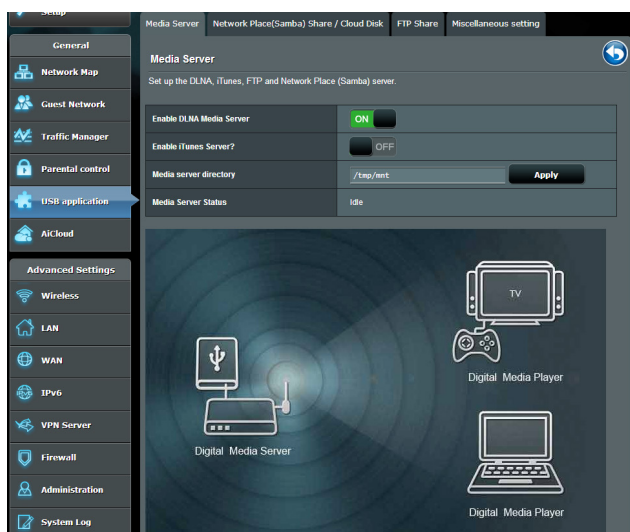 Setup
General
Network Map
Guest Network
Traffic Manager
Parental control
USB application
AiCloud
Advanced Settings
Wireless
LAN
WAN
IPv6
VPN Server
Firewall
Administration
System Log
Media Server
Network Place(Samba) Share / Cloud Disk
FTP Share
Miscellaneous setting
Media Server
Set up the DLNA, iTunes, FTP and Network Place (Samba) server.
Enable DLNA Media Server ON
Enable iTunes Server? OFF
Media server directory /tmp/mnt Apply
Media Server Status Idle
TV
Digital Media Player
Digital Media Server
Digital Media Player